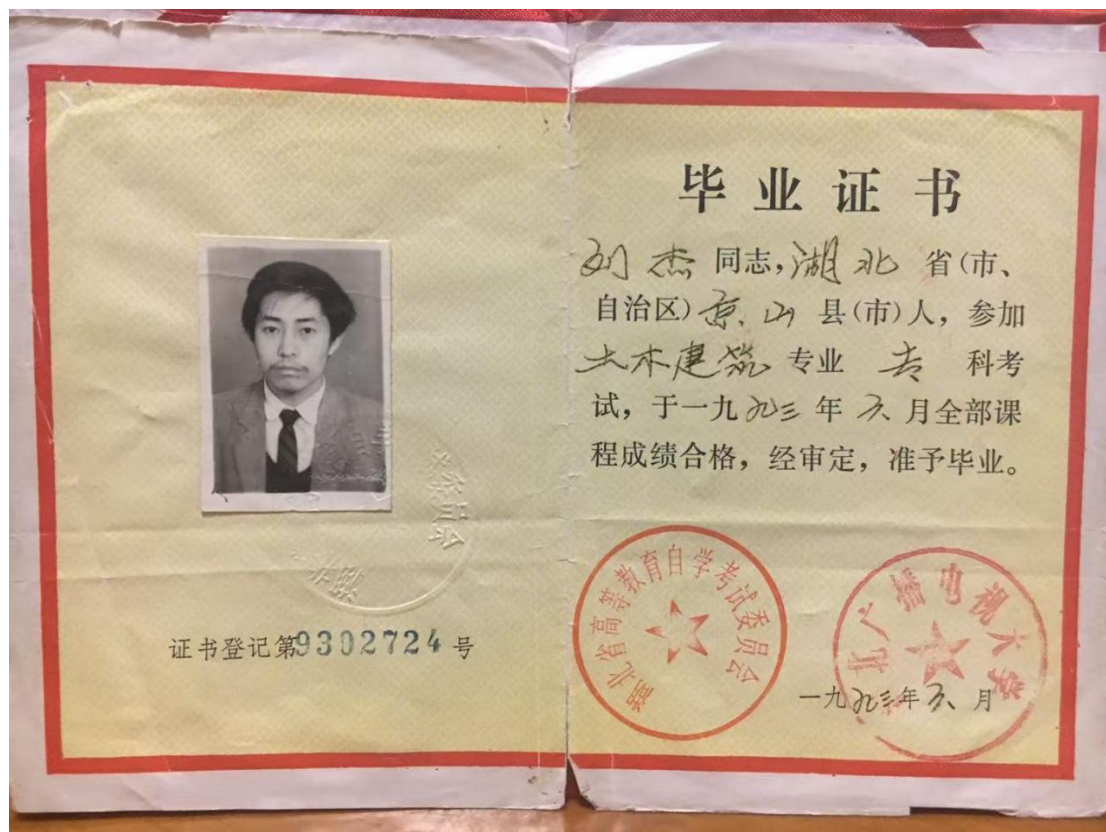 证书登记第9302724号
毕业证书
刘杰同志,湖北省(市、
自治区)京山县(市)人，参加
土木建筑专业专科考
试，于一九九三年六月全部课
程成绩合格，经审定，准予毕业。
湖北省高等教育自学考试委员会
北广播电视大学
一九九三年六月